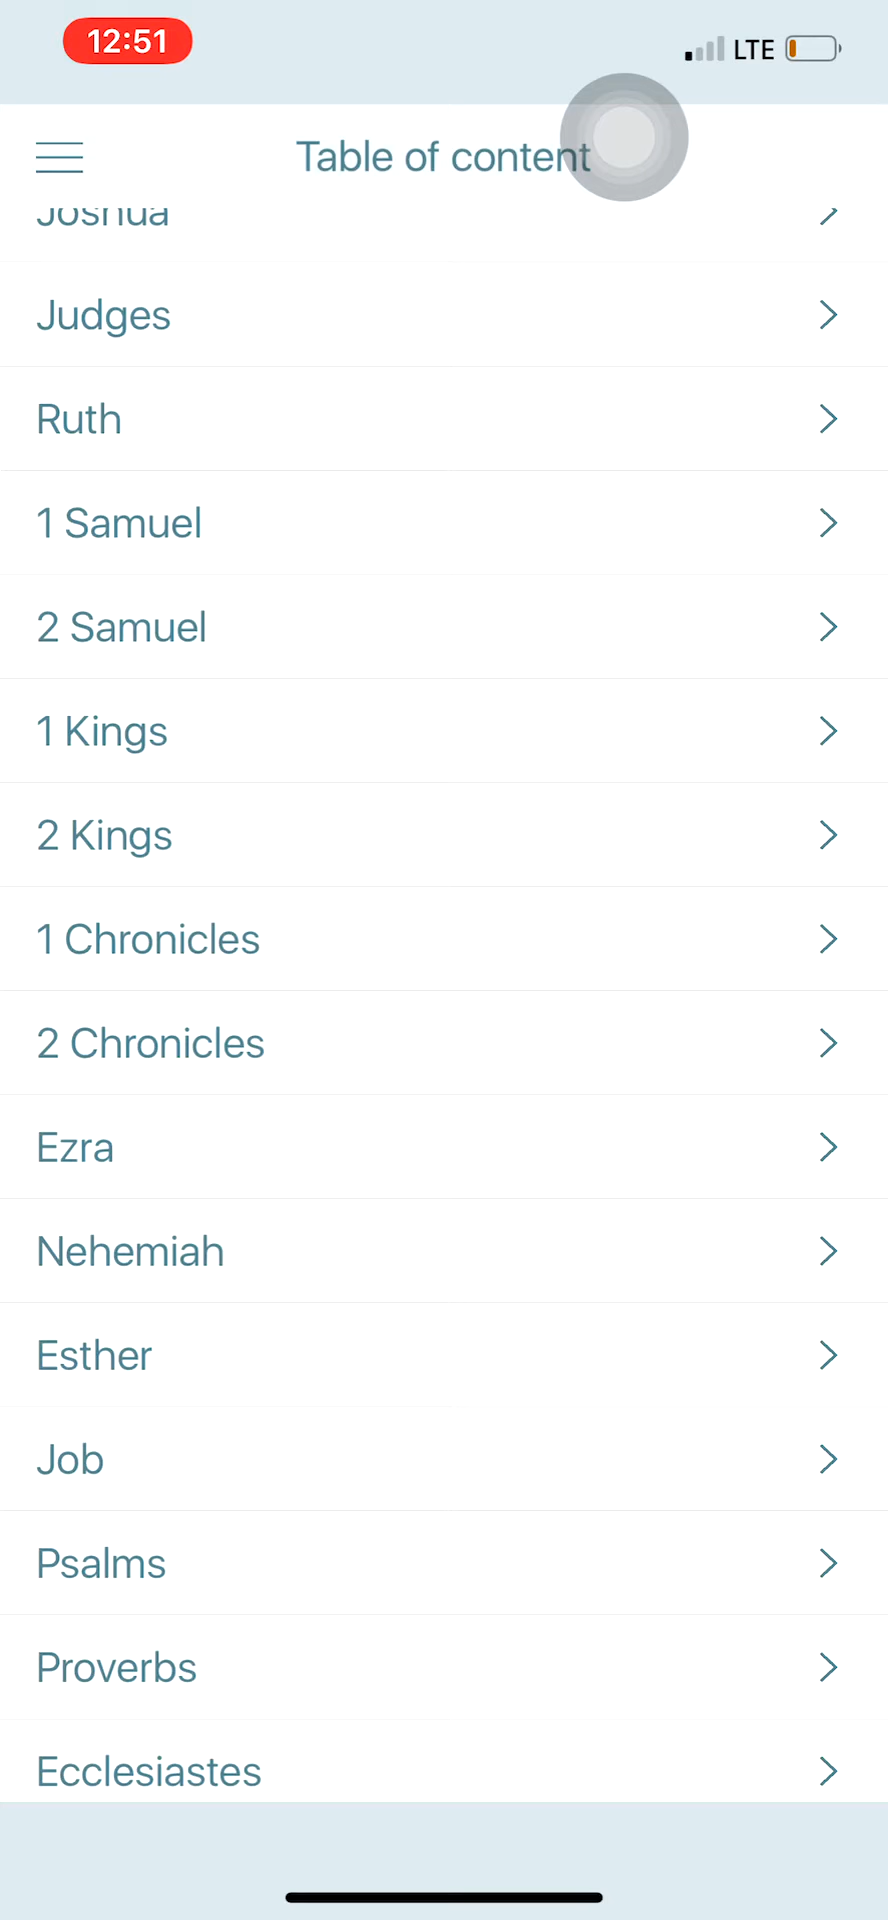 12:51
LTE
Table of content
Joshua
Judges
Ruth
1 Samuel
2 Samuel
1 Kings
2 Kings
1 Chronicles
2 Chronicles
Ezra
Nehemiah
Esther
Job
Psalms
Proverbs
Ecclesiastes